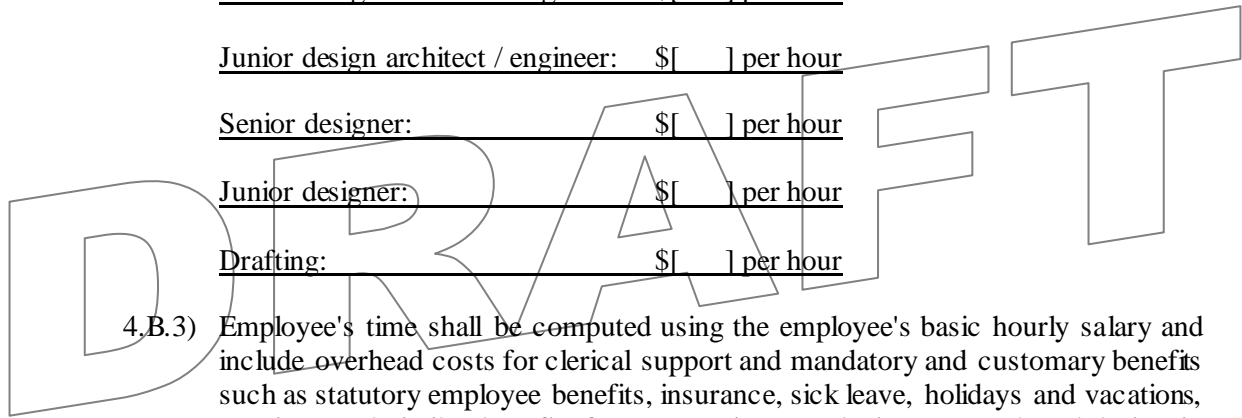 Junior design architect / engineer: $[ ] per hour
Senior designer: $[ ] per hour
Junior designer: $[ ] per hour
Drafting: $[ ] per hour
4.B.3) Employee's time shall be computed using the employee's basic hourly salary and
include overhead costs for clerical support and mandatory and customary benefits
such as statutory employee benefits, insurance, sick leave, holidays and vacations,
DRAFT